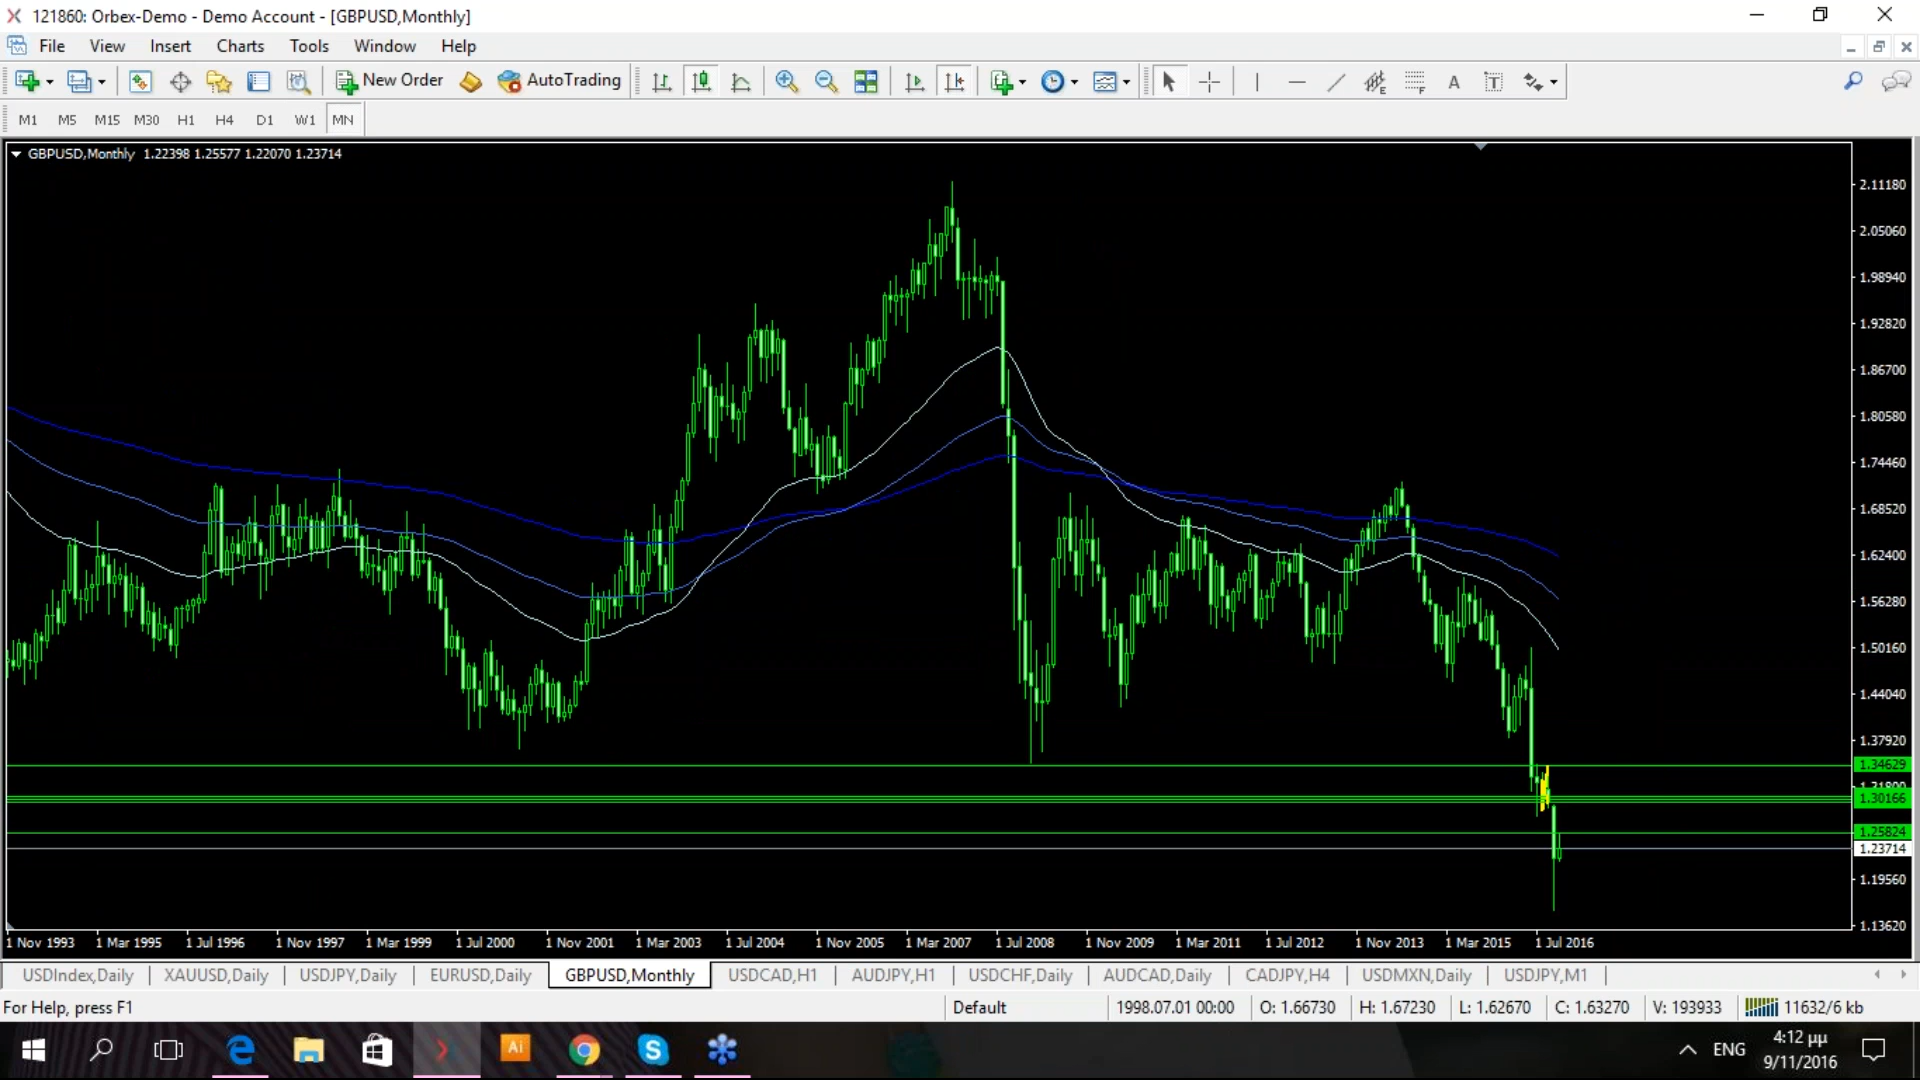 121860: Orbex-Demo - Demo Account - [GBPUSD,Monthly]
File View Insert Charts Tools Window Help
New Order AutoTrading
M1 M5 M15 M30 H1 H4 D1 W1 MN
GBPUSD,Monthly 1.22398 1.25577 1.22070 1.23714
2.11180
2.05060
1.98940
1.92820
1.86700
1.80580
1.74460
1.68520
1.62400
1.56280
1.50160
1.44040
1.37920
1.34629
1.31800
1.30166
1.25824
1.23714
1.19560
1.13620
1 Nov 1993 1 Mar 1995 1 Jul 1996 1 Nov 1997 1 Mar 1999 1 Jul 2000 1 Nov 2001 1 Mar 2003 1 Jul 2004 1 Nov 2005 1 Mar 2007 1 Jul 2008 1 Nov 2009 1 Mar 2011 1 Jul 2012 1 Nov 2013 1 Mar 2015 1 Jul 2016
USDIndex,Daily XAUUSD,Daily USDJPY,Daily EURUSD,Daily GBPUSD,Monthly USDCAD,H1 AUDJPY,H1 USDCHF,Daily AUDCAD,Daily CADJPY,H4 USDMXN,Daily USDJPY,M1
For Help, press F1 Default 1998.07.01 00:00 O: 1.66730 H: 1.67230 L: 1.62670 C: 1.63270 V: 193933 11632/6 kb
Ai ENG 4:12 μμ
9/11/2016